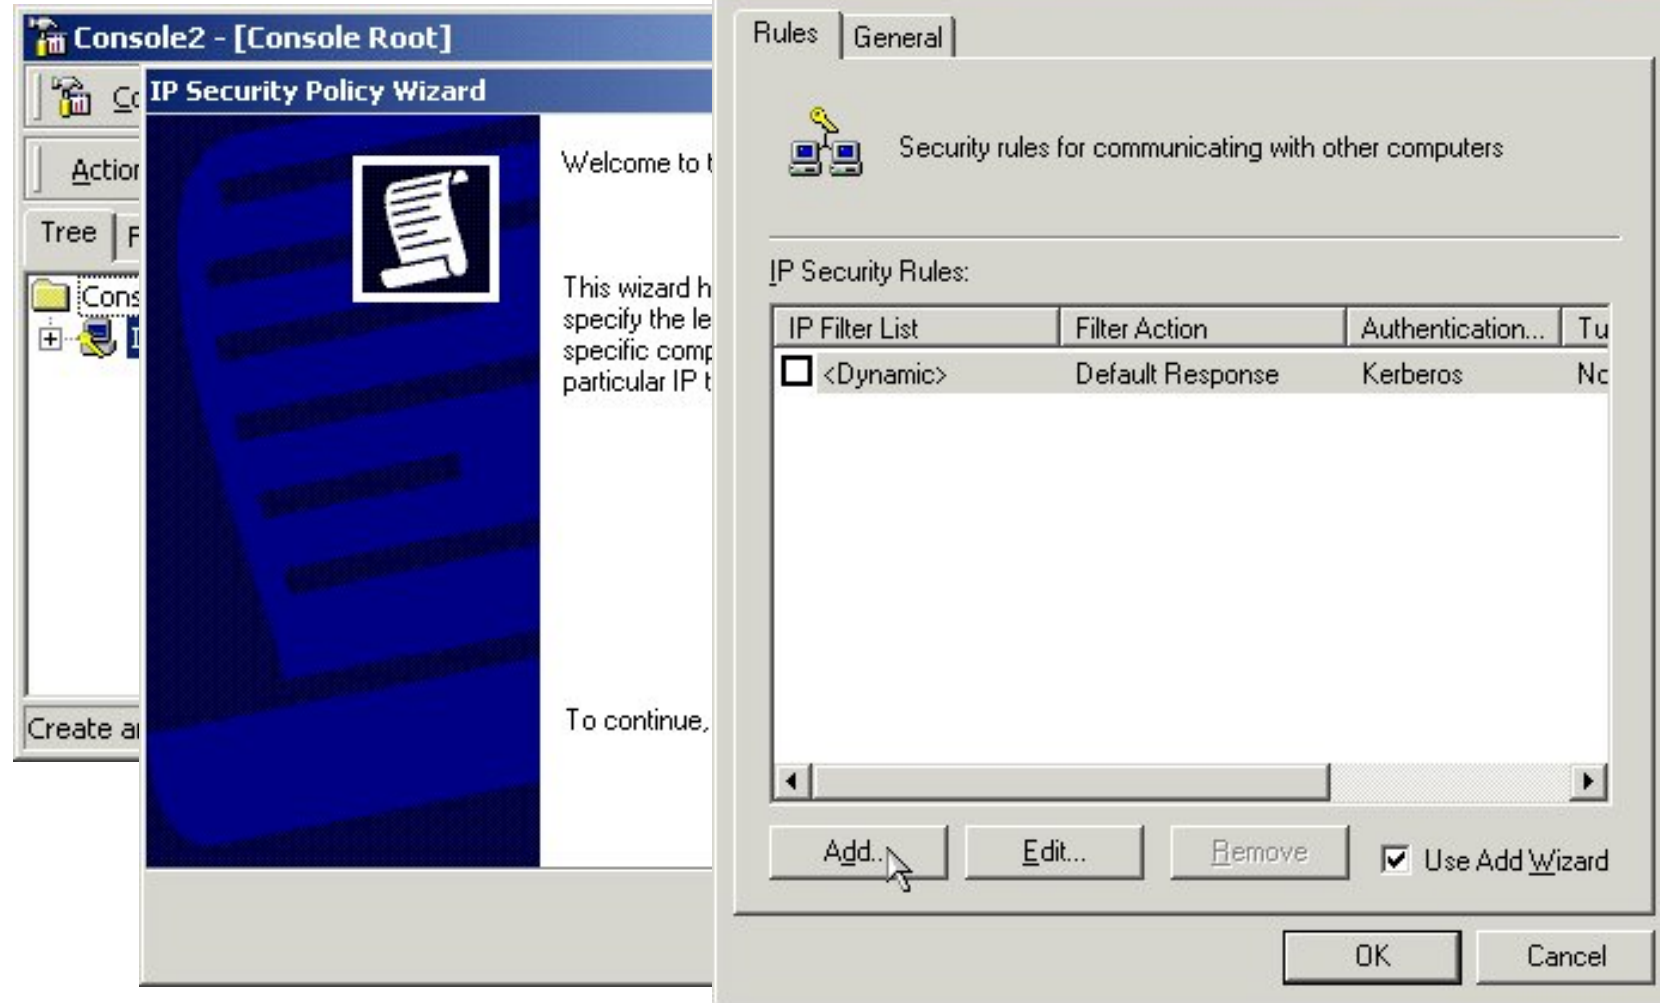 Console2 - [Console Root]
IP Security Policy Wizard
Action
Tree
Welcome to
This wizard
specify the
specific
particular IP
To continue,
Create
Rules
General
Security rules for communicating with other computers
IP Security Rules:
IP Filter List Filter Action Authentication... Tu
<Dynamic> Default Response Kerberos
Add..
Edit...
Remove
Use Add Wizard
OK
Cancel